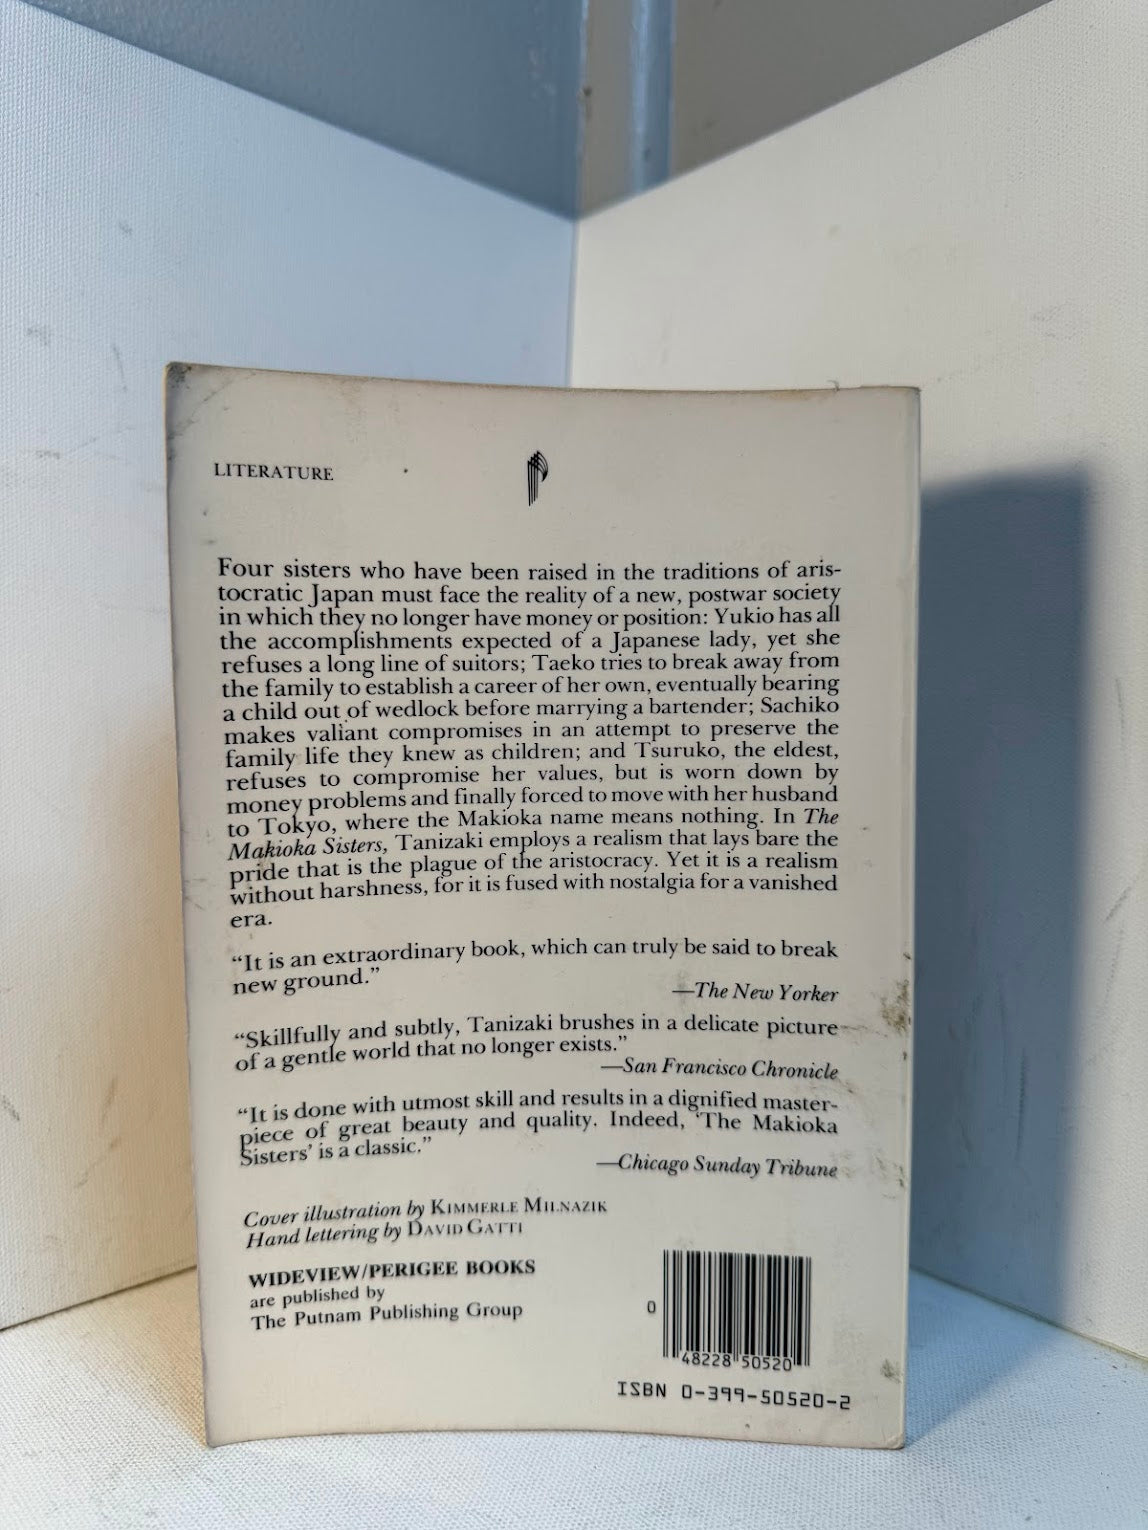 LITERATURE
Four sisters who have been raised in the traditions of aris-
tocratic Japan must face the reality of a new, postwar society
in which they no longer have money or position: Yukio has all
the accomplishments expected of a Japanese lady, yet she
refuses a long line of suitors; Taeko tries to break away from
the family to establish a career of her own, eventually bearing
a child out of wedlock before marrying a bartender; Sachiko
makes valiant compromises in an attempt to preserve the
family life they knew as children; and Tsuruko, the eldest,
refuses to compromise her values, but is worn down by
money problems and finally forced to move with her husband
to Tokyo, where the Makioka name means nothing. In The
Makioka Sisters, Tanizaki employs a realism that lays bare the
pride that is the plague of the aristocracy. Yet it is a realism
without harshness, for it is fused with nostalgia for a vanished
era.
“It is an extraordinary book, which can truly be said to break
new ground.”
—The New Yorker
“Skillfully and subtly, Tanizaki brushes in a delicate picture
of a gentle world that no longer exists.”
—San Francisco Chronicle
“It is done with utmost skill and results in a dignified master-
piece of great beauty and quality. Indeed, ‘The Makioka
Sisters’ is a classic.”
—Chicago Sunday Tribune
Cover illustration by KIMMERLE MILNAZIK
Hand lettering by DAVID GATTI
WIDEVIEW/PERIGEE BOOKS
are published by
The Putnam Publishing Group
0
48228 50520
ISBN 0-399-50520-2